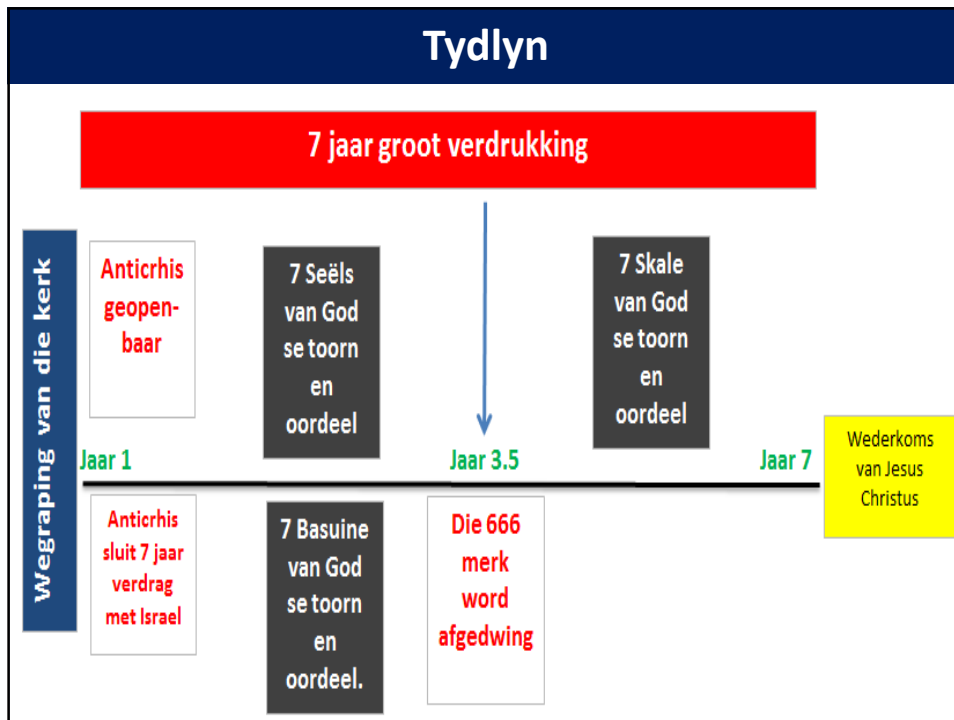 Tydlyn
7 jaar groot verdrukking
Wegraping van die kerk
Anticrhis
geopen-
baar
7 Seëls
van God
se toorn
en
oordeel
7 Skale
van God
se toorn
en
oordeel
Jaar 1
Jaar 3.5
Jaar 7
Wederkoms
van Jesus
Christus
Anticrhis
sluit 7 jaar
verdrag
met Israel
7 Basuine
van God
se toorn
en
oordeel.
Die 666
merk
word
afgedwing